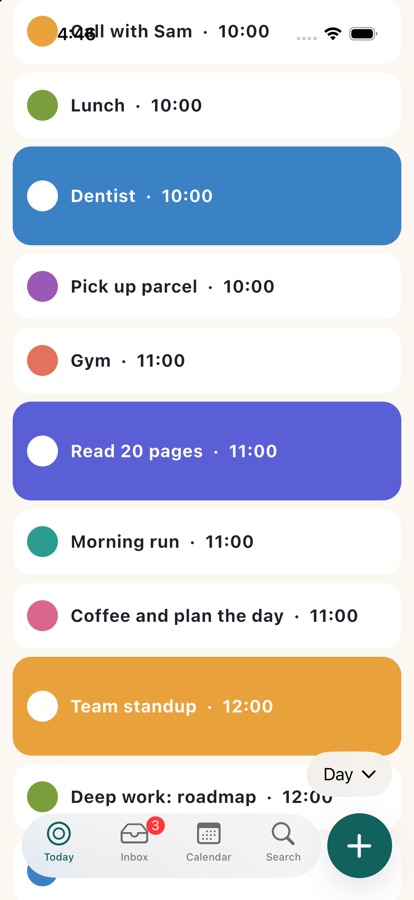 4:46
Call with Sam · 10:00
Lunch · 10:00
Dentist · 10:00
Pick up parcel · 10:00
Gym · 11:00
Read 20 pages · 11:00
Morning run · 11:00
Coffee and plan the day · 11:00
Team standup · 12:00
Day
Deep work: roadmap · 12:00
3
Today
Inbox
Calendar
Search